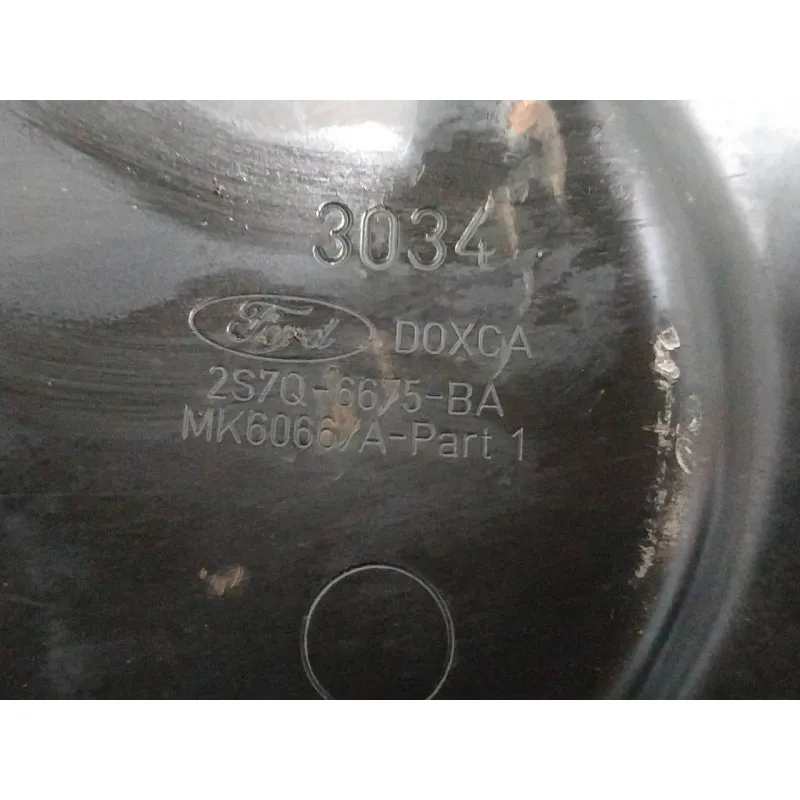 3034
Ford DOXCA
2S7Q-6675-BA
MK6066/A-Part 1